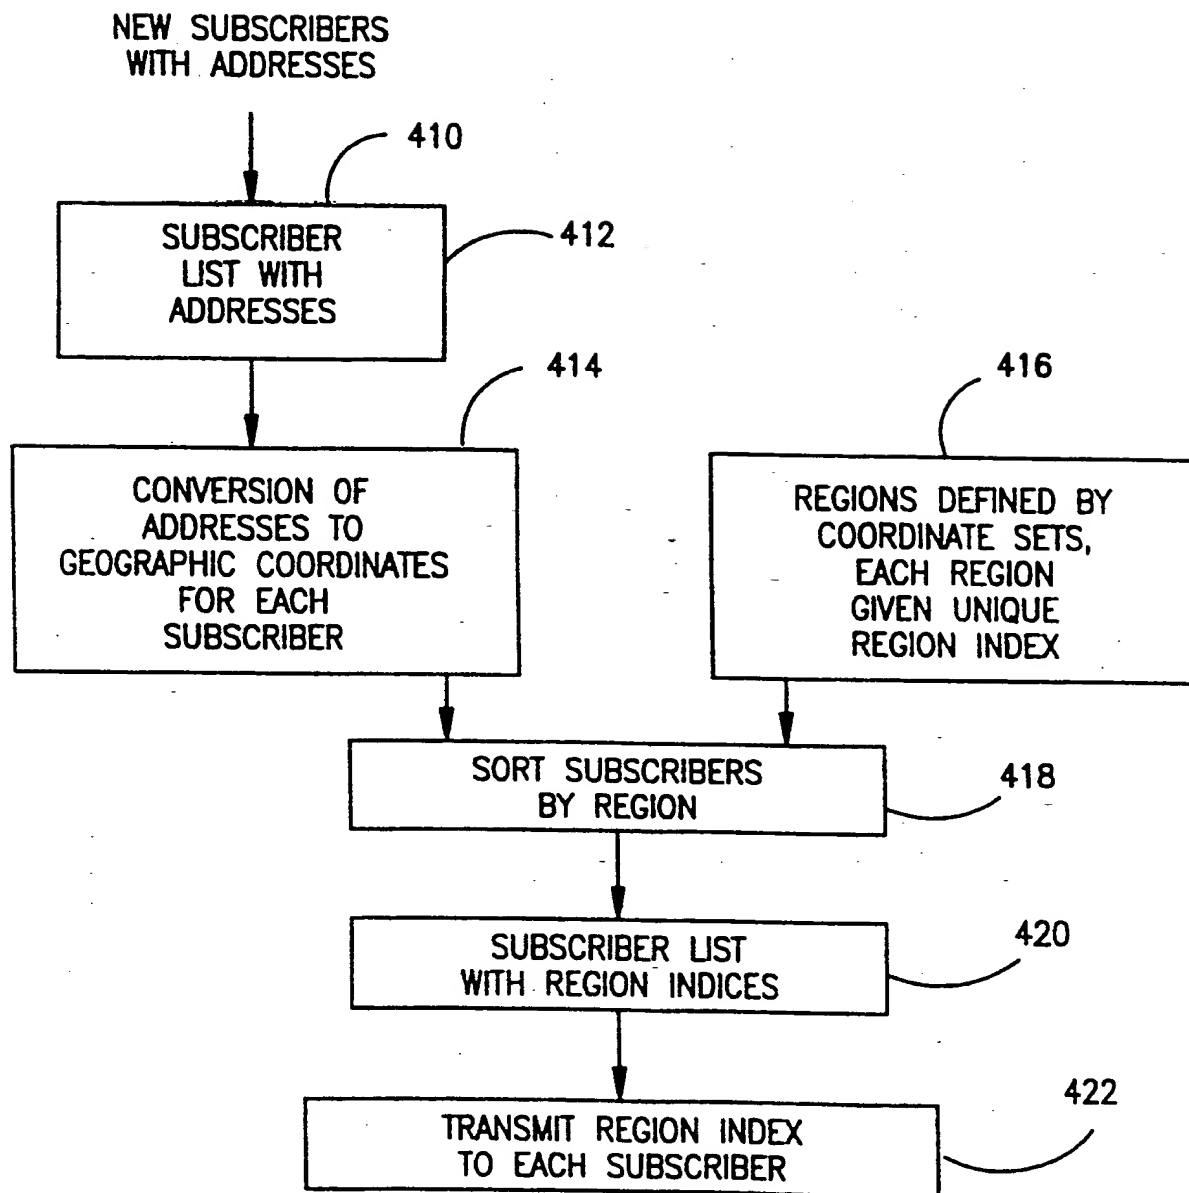 NEW SUBSCRIBERS
WITH ADDRESSES
410
SUBSCRIBER
LIST WITH
ADDRESSES
412
414
CONVERSION OF
ADDRESSES TO
GEOGRAPHIC COORDINATES
FOR EACH
SUBSCRIBER
416
REGIONS DEFINED BY
COORDINATE SETS,
EACH REGION
GIVEN UNIQUE
REGION INDEX
SORT SUBSCRIBERS
BY REGION
418
SUBSCRIBER LIST
WITH REGION INDICES
420
TRANSMIT REGION INDEX
TO EACH SUBSCRIBER
422